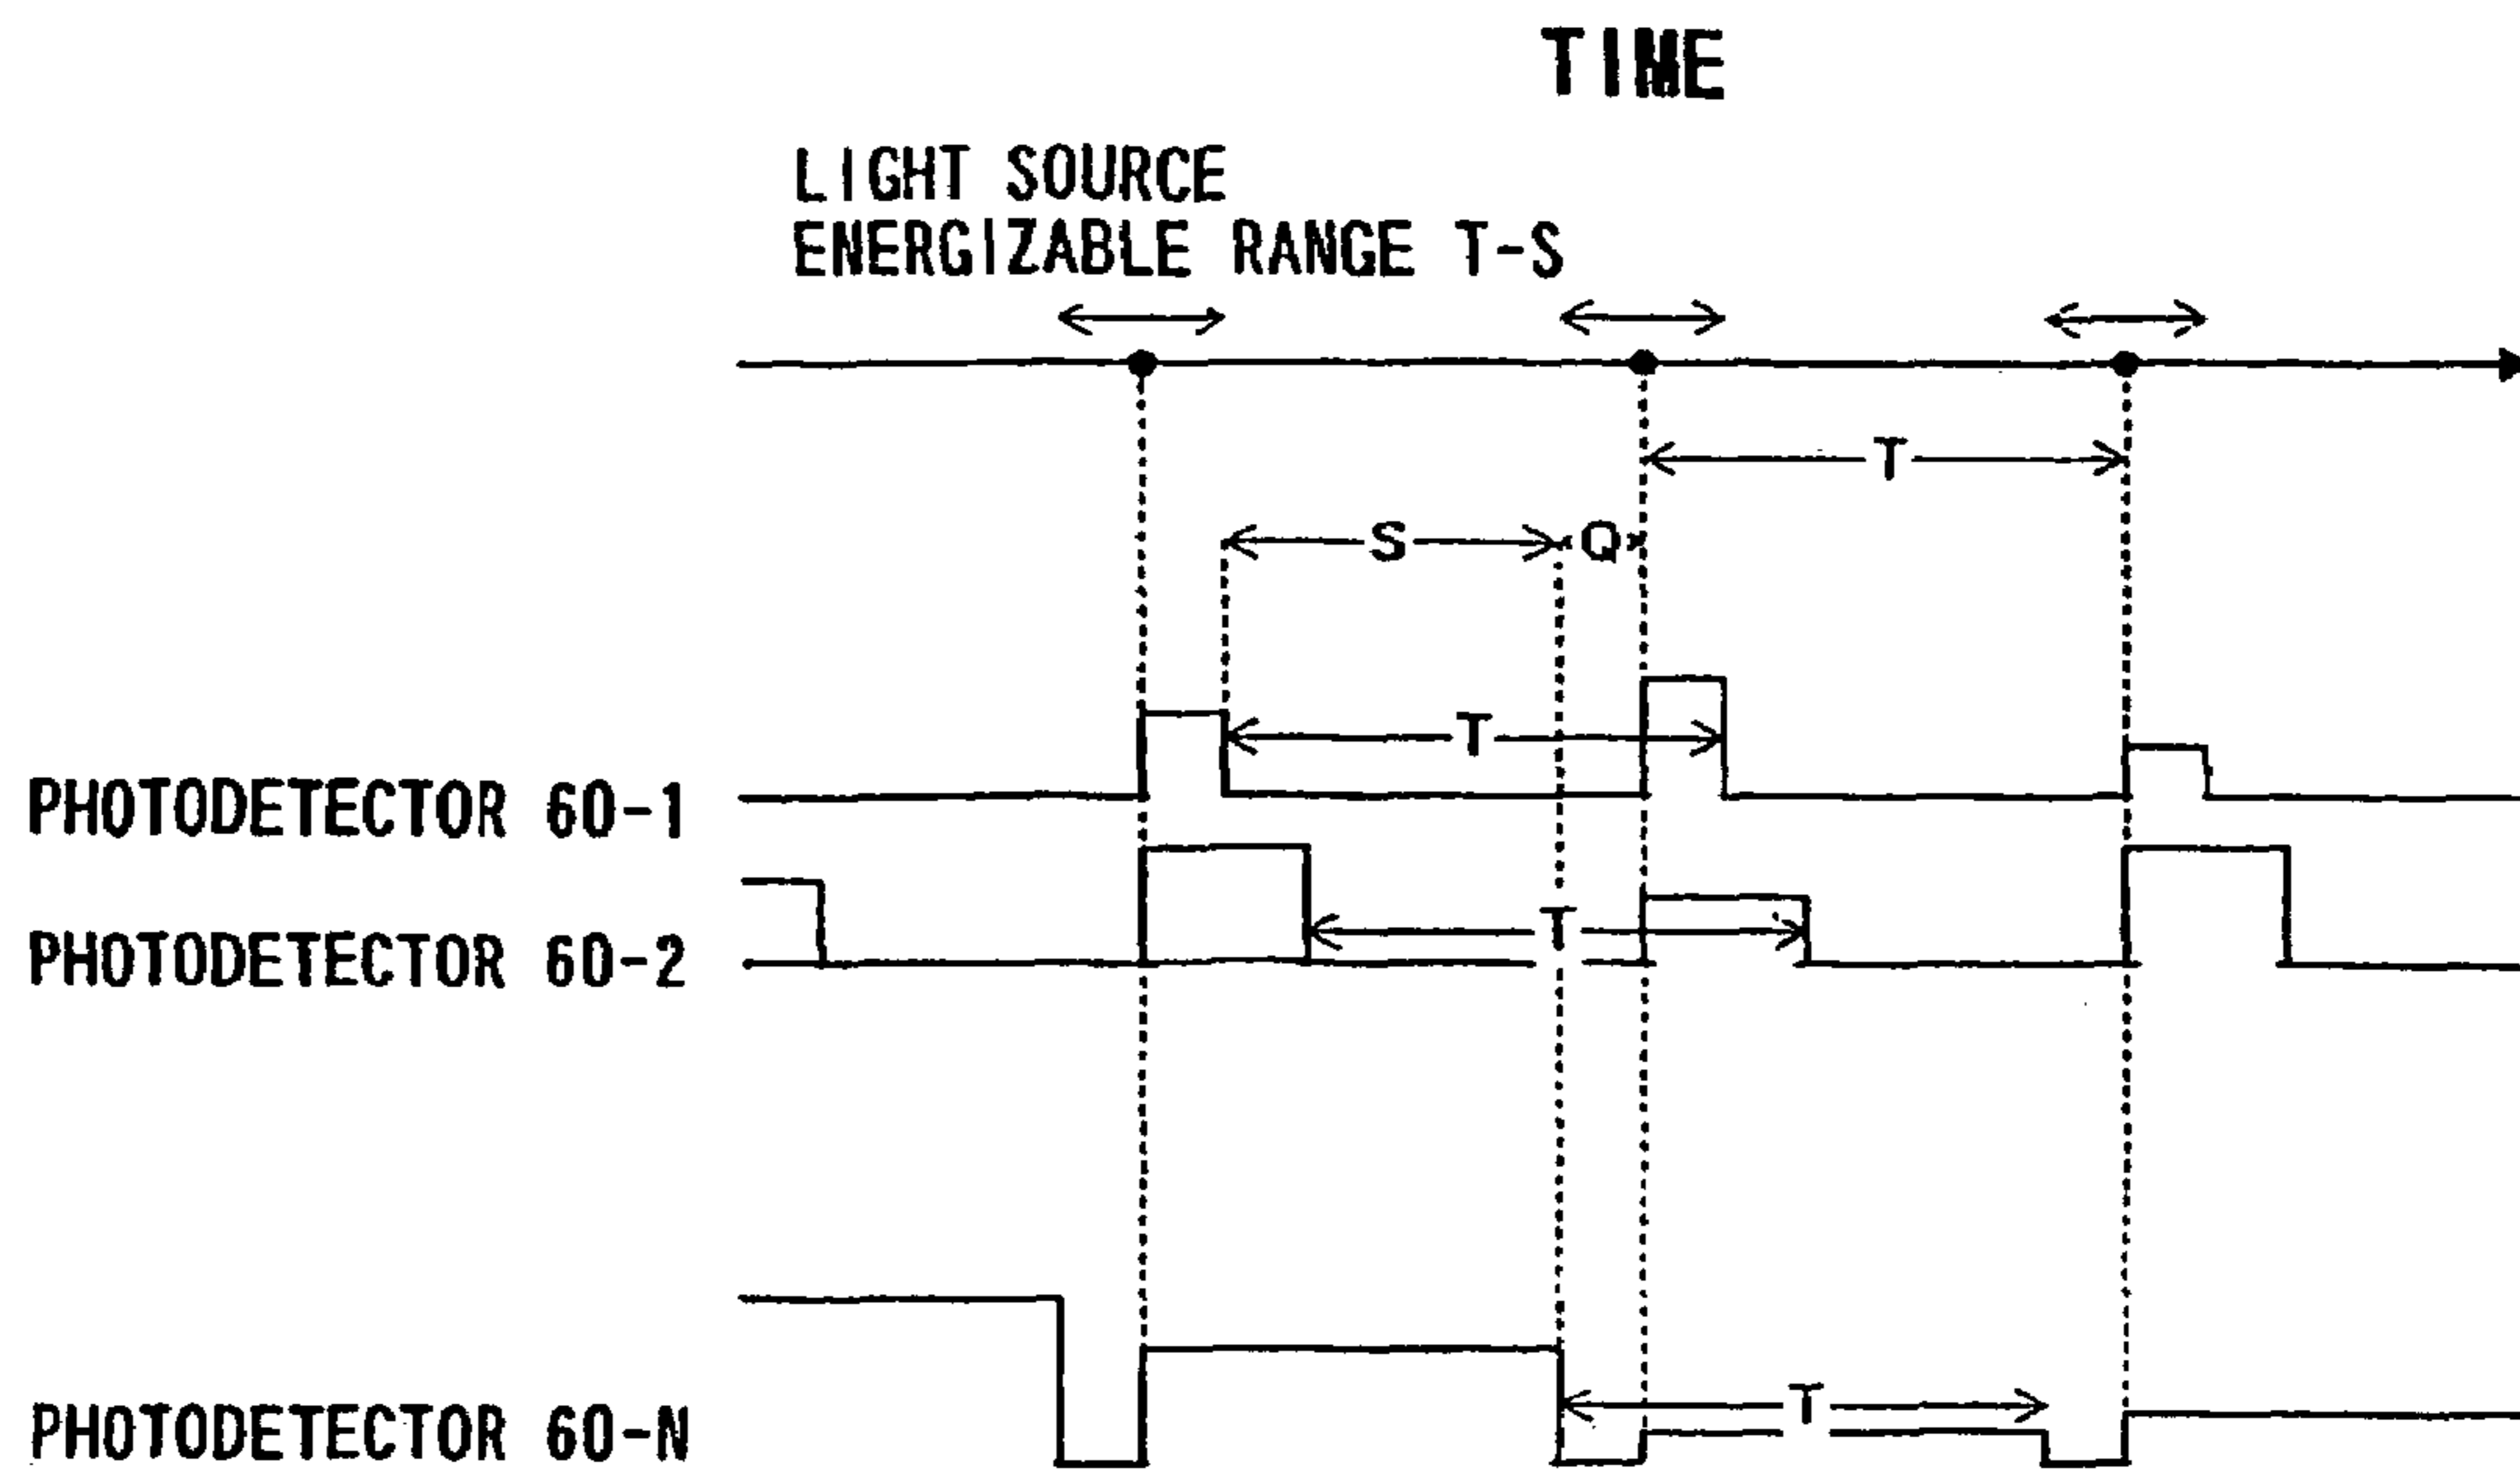 TIME
LIGHT SOURCE
ENERGIZABLE RANGE T-S
T
S Q
T
PHOTODETECTOR 60-1
T
PHOTODETECTOR 60-2
T
PHOTODETECTOR 60-N